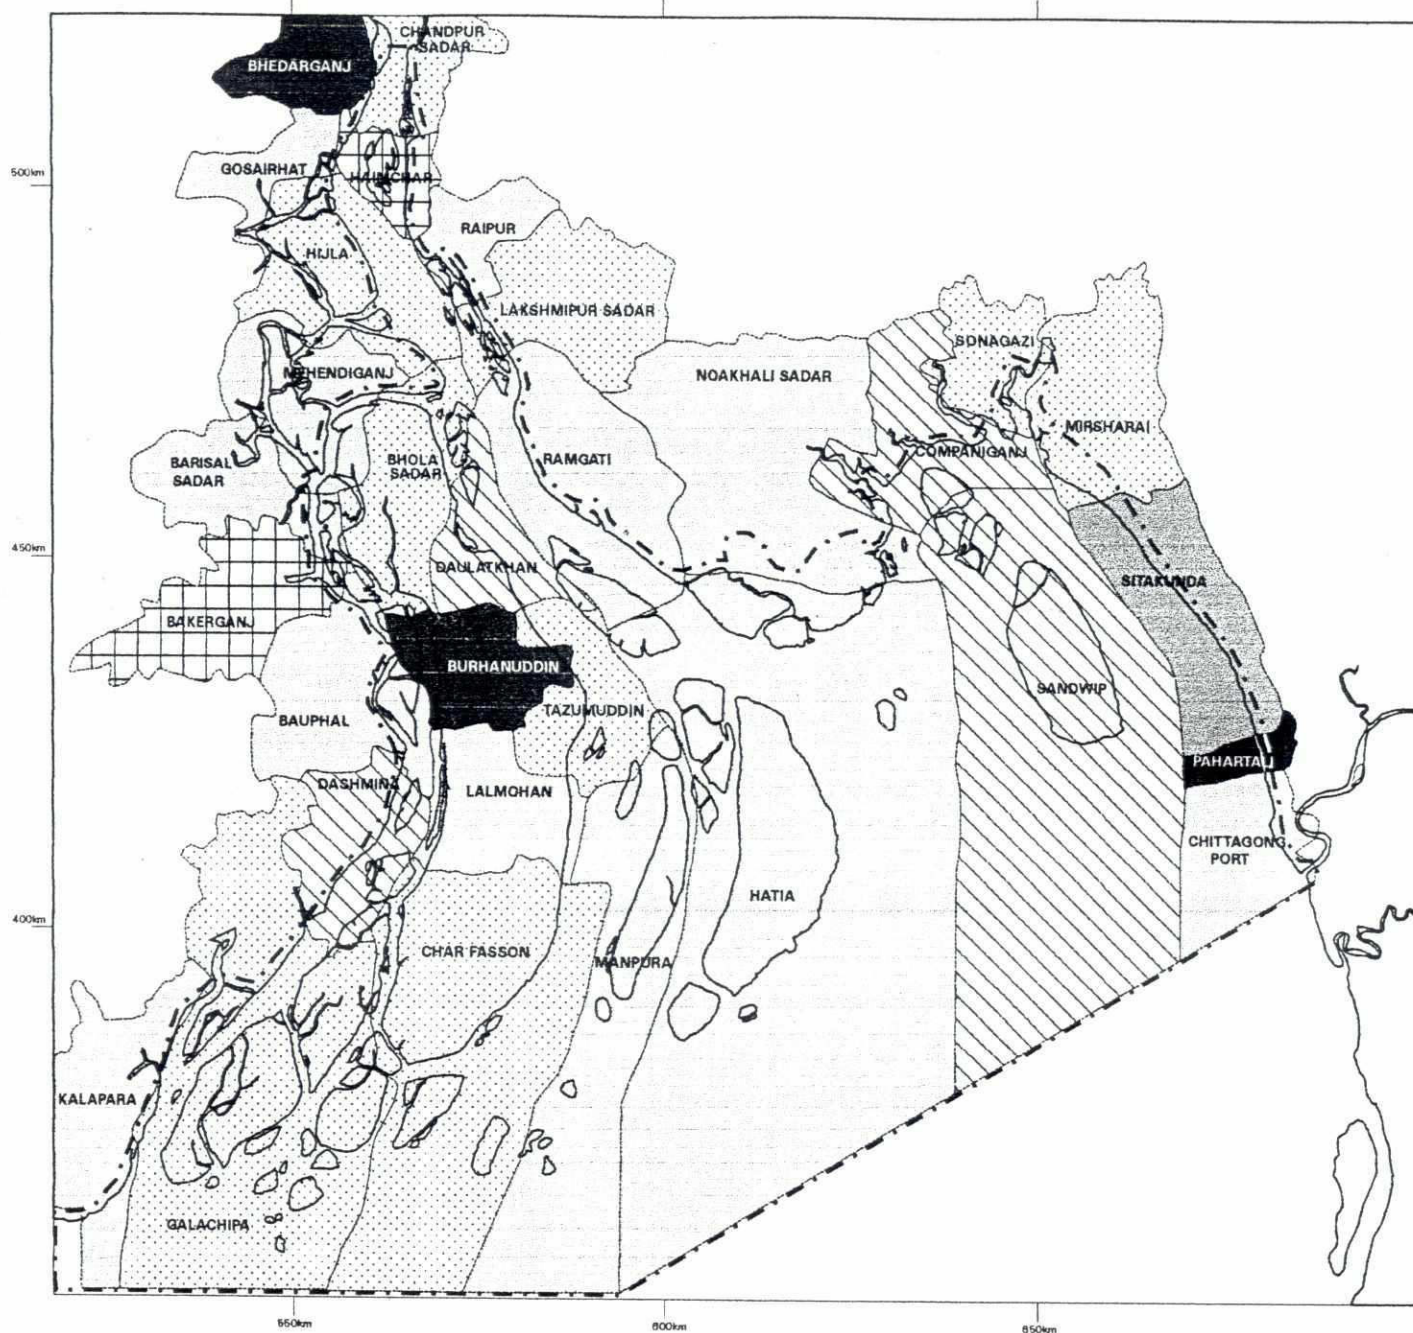 CHANDPUR
SADAR
BHEDARGANJ
500km
GOSAIRHAT
HAIMCHAR
RAIPUR
HIJLA
LAKSHMIPUR SADAR
SONAGAZI
MEHENDIGANJ
NOAKHALI SADAR
MIRSHARAI
BARISAL
SADAR
BHOLA
SADAR
RAMGATI
COMPANIGANJ
450km
DAULATKHAN
SITAKUNDA
BAKERGANJ
BURHANUDDIN
SANDWIP
BAUPHAL
TAZUMUDDIN
PAHARTALI
DASHMINA
LALMOHAN
CHITTAGONG
PORT
HATIA
400km
CHAR FASSON
MANPURA
KALAPARA
GALACHIPA
550km
600km
650km